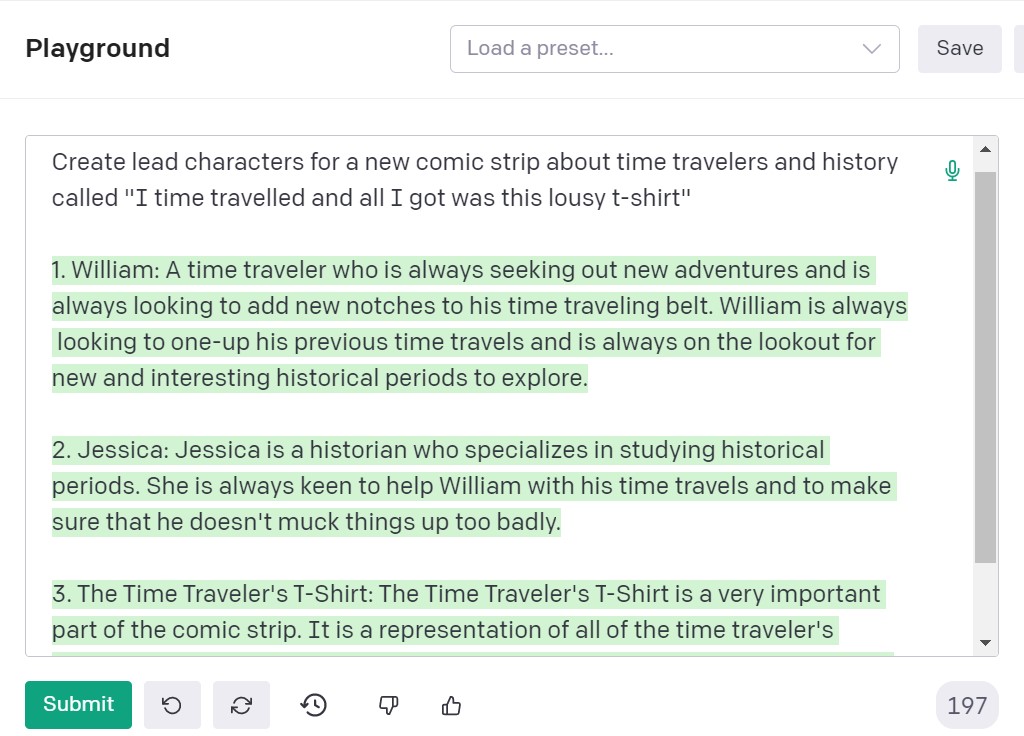 Playground
Load a preset...
Save
Create lead characters for a new comic strip about time travelers and history
called "I time travelled and all I got was this lousy t-shirt"
1. William: A time traveler who is always seeking out new adventures and is
always looking to add new notches to his time traveling belt. William is always
looking to one-up his previous time travels and is always on the lookout for
new and interesting historical periods to explore.
2. Jessica: Jessica is a historian who specializes in studying historical
periods. She is always keen to help William with his time travels and to make
sure that he doesn't muck things up too badly.
3. The Time Traveler's T-Shirt: The Time Traveler's T-Shirt is a very important
part of the comic strip. It is a representation of all of the time traveler's
Submit
197